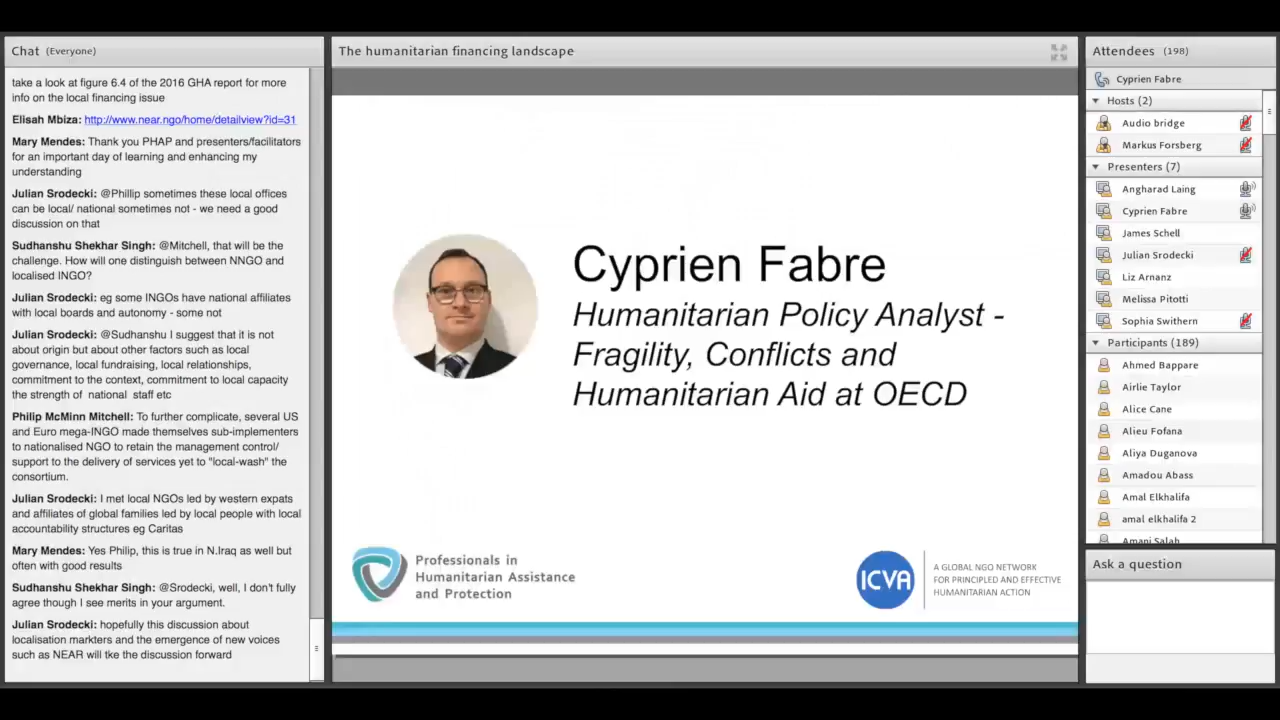 Chat (Everyone)
take a look at figure 6.4 of the 2016 GHA report for more
info on the local financing issue
Elisah Mbiza: http://www.near.ngo/home/detailview?id=31
Mary Mendes: Thank you PHAP and presenters/facilitators
for an important day of learning and enhancing my
understanding
Julian Srodecki: @Phillip sometimes these local offices
can be local/ national sometimes not - we need a good
discussion on that
Sudhanshu Shekhar Singh: @Mitchell, that will be the
challenge. How will one distinguish between NNGO and
localised INGO?
Julian Srodecki: eg some INGOs have national affiliates
with local boards and autonomy - some not
Julian Srodecki: @Sudhanshu I suggest that it is not
about origin but about other factors such as local
governance, local fundraising, local relationships,
commitment to the context, commitment to local capacity
the strength of  national  staff etc
Philip McMinn Mitchell: To further complicate, several US
and Euro mega-INGO made themselves sub-implementers
to nationalised NGO to retain the management control/
support to the delivery of services yet to "local-wash" the
consortium.
Julian Srodecki: I met local NGOs led by western expats
and affiliates of global families led by local people with local
accountability structures eg Caritas
Mary Mendes: Yes Philip, this is true in N.Iraq as well but
often with good results
Sudhanshu Shekhar Singh: @Srodecki, well, I don't fully
agree though I see merits in your argument.
Julian Srodecki: hopefully this discussion about
localisation markters and the emergence of new voices
such as NEAR will tke the discussion forward
The humanitarian financing landscape
Cyprien Fabre
Humanitarian Policy Analyst -
Fragility, Conflicts and
Humanitarian Aid at OECD
Professionals in
Humanitarian Assistance
and Protection
ICVA
A GLOBAL NGO NETWORK
FOR PRINCIPLED AND EFFECTIVE
HUMANITARIAN ACTION
Attendees (198)
Cyprien Fabre
Hosts (2)
Audio bridge
Markus Forsberg
Presenters (7)
Angharad Laing
Cyprien Fabre
James Schell
Julian Srodecki
Liz Arnanz
Melissa Pitotti
Sophia Swithern
Participants (189)
Ahmed Bappare
Airlie Taylor
Alice Cane
Alieu Fofana
Aliya Duganova
Amadou Abass
Amal Elkhalifa
amal elkhalifa 2
Amani Salah
Ask a question